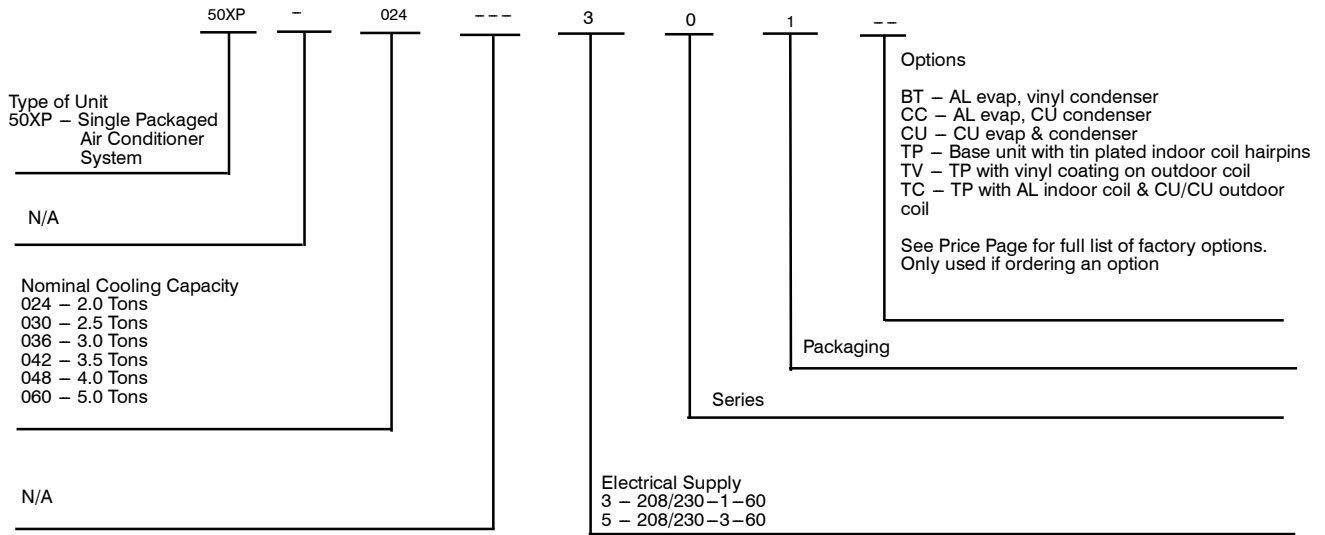 50XP – 024 --- 3 0 1 --
Options
BT – AL evap, vinyl condenser
CC – AL evap, CU condenser
CU – CU evap & condenser
TP – Base unit with tin plated indoor coil hairpins
TV – TP with vinyl coating on outdoor coil
TC – TP with AL indoor coil & CU/CU outdoor
coil
See Price Page for full list of factory options.
Only used if ordering an option
Type of Unit
50XP – Single Packaged
Air Conditioner
System
N/A
Nominal Cooling Capacity
024 – 2.0 Tons
030 – 2.5 Tons
036 – 3.0 Tons
042 – 3.5 Tons
048 – 4.0 Tons
060 – 5.0 Tons
Packaging
Series
N/A
Electrical Supply
3 – 208/230–1–60
5 – 208/230–3–60